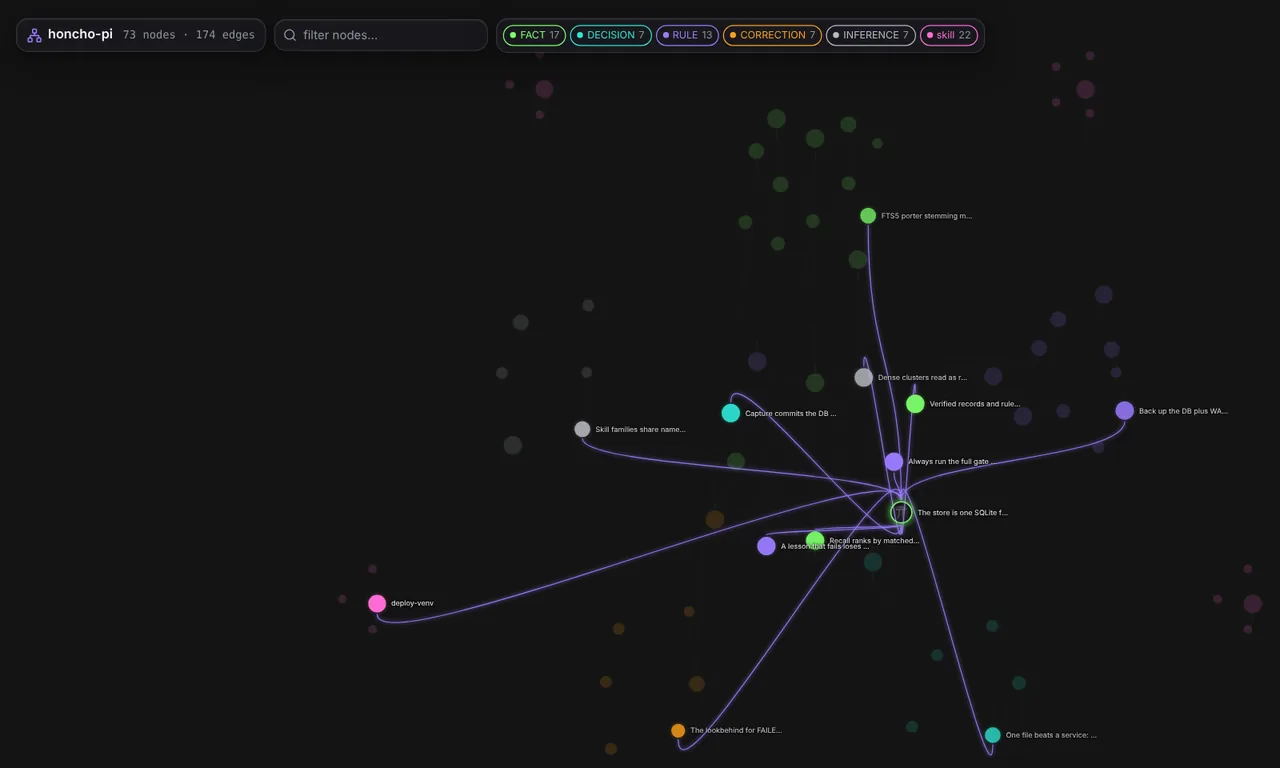 honcho-pi 73 nodes · 174 edges
filter nodes...
FACT 17
DECISION 7
RULE 13
CORRECTION 7
INFERENCE 7
skill 22
FTS5 porter stemming m...
Dense clusters read as r...
Verified records and rule...
Capture commits the DB ...
Back up the DB plus WA...
Skill families share name...
Always run the full gate
The store is one SQLite f...
Recall ranks by matched...
A lesson that fails loses ...
deploy-venv
The lookbehind for FAILE...
One file beats a service: ...